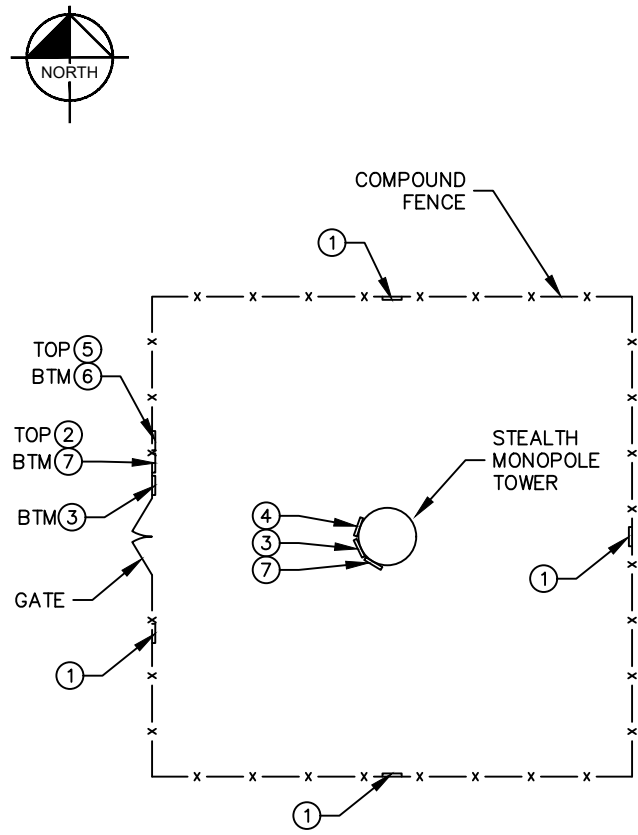 NORTH
COMPOUND
FENCE
1
TOP 5
BTM 6
TOP 2
BTM 7
BTM 3
STEALTH
MONOPOLE
TOWER
4
3
7
1
GATE
1
1